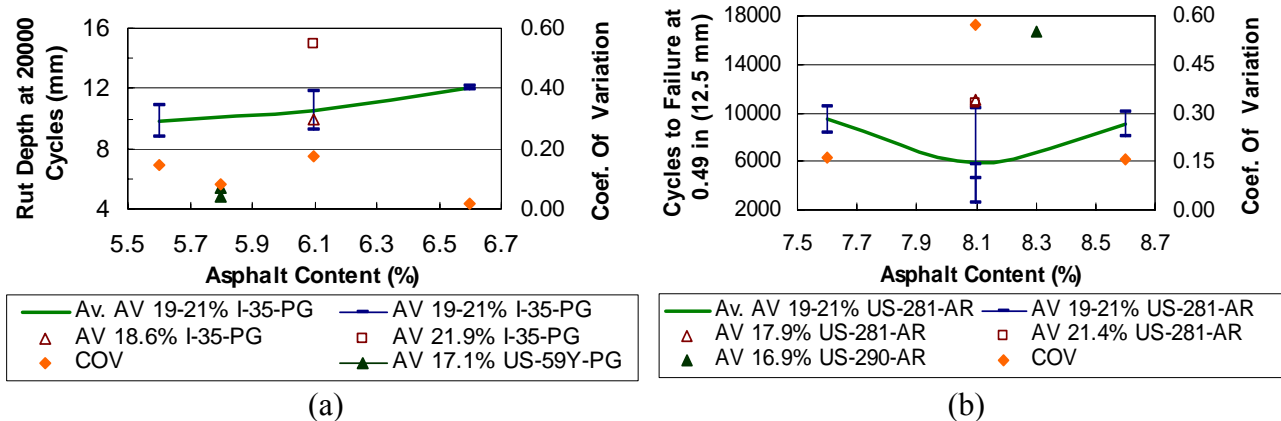 Rut Depth at 20000
Cycles (mm)
16
12
8
4
0.60
0.40
0.20
0.00
Coef. Of Variation
5.5 5.7 5.9 6.1 6.3 6.5 6.7
Asphalt Content (%)
Av. AV 19-21% I-35-PG AV 19-21% I-35-PG
AV 18.6% I-35-PG AV 21.9% I-35-PG
COV AV 17.1% US-59Y-PG
(a)
Cycles to Failure at
0.49 in (12.5 mm)
18000
14000
10000
6000
2000
0.60
0.45
0.30
0.15
0.00
Coef. Of Variation
7.5 7.7 7.9 8.1 8.3 8.5 8.7
Asphalt Content (%)
Av. AV 19-21% US-281-AR AV 19-21% US-281-AR
AV 17.9% US-281-AR AV 21.4% US-281-AR
AV 16.9% US-290-AR COV
(b)